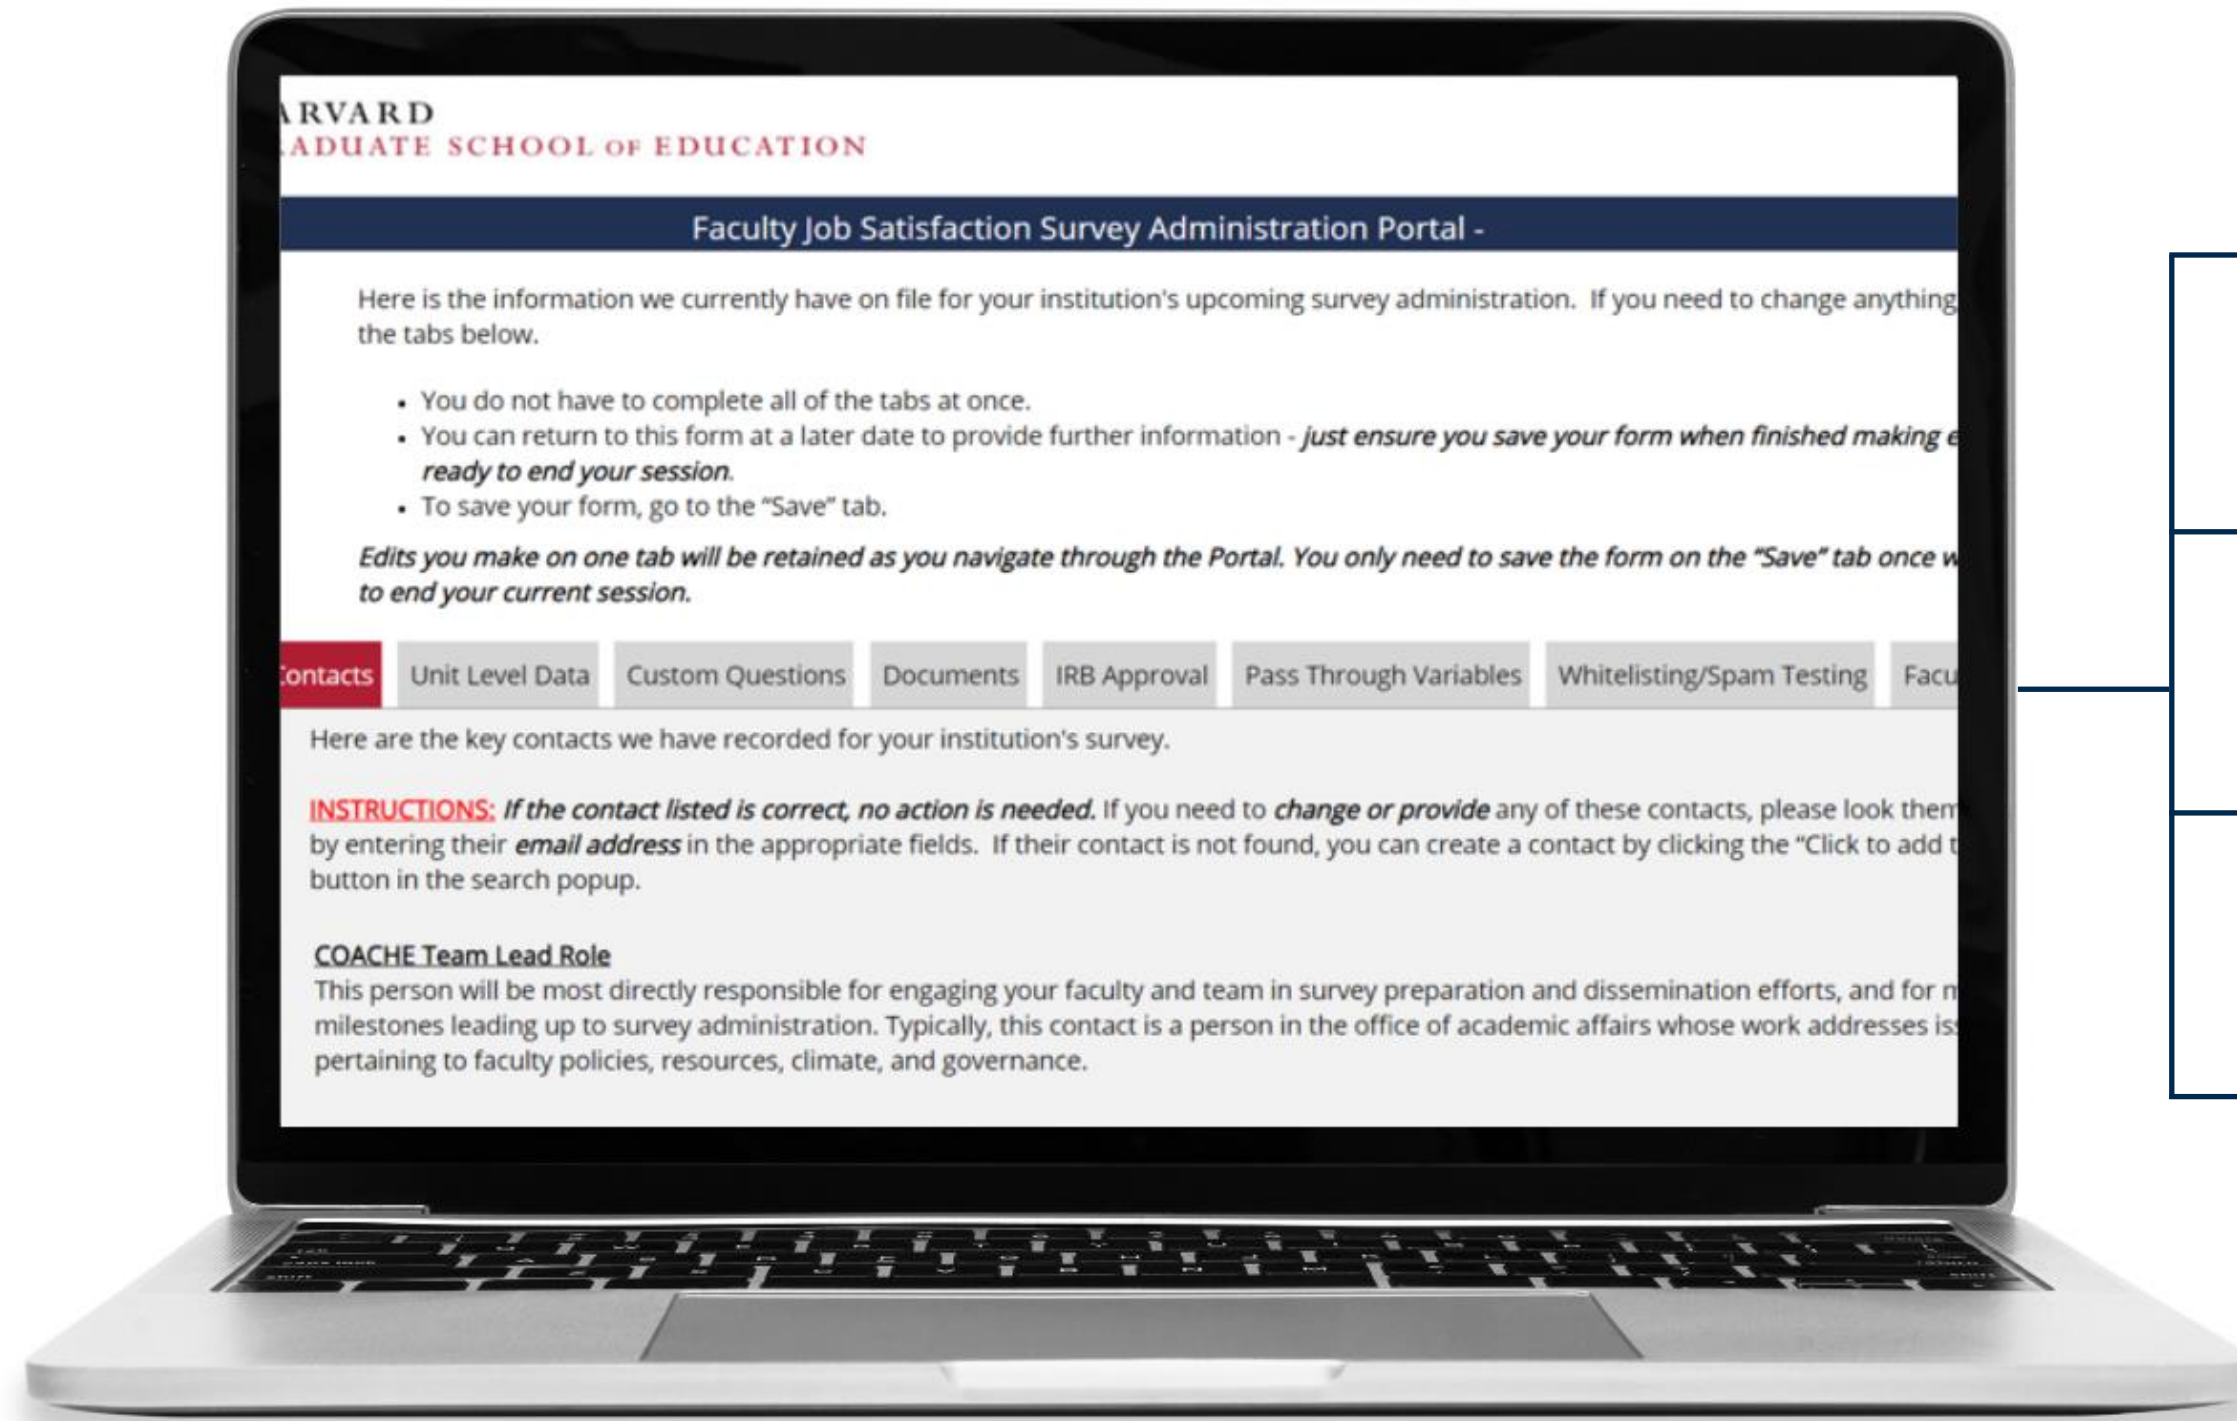 ARVARD
ADUATE SCHOOL OF EDUCATION
Faculty Job Satisfaction Survey Administration Portal -
Here is the information we currently have on file for your institution's upcoming survey administration. If you need to change anything
the tabs below.
• You do not have to complete all of the tabs at once.
• You can return to this form at a later date to provide further information - just ensure you save your form when finished making e
ready to end your session.
• To save your form, go to the “Save” tab.
Edits you make on one tab will be retained as you navigate through the Portal. You only need to save the form on the “Save” tab once w
to end your current session.
Contacts Unit Level Data Custom Questions Documents IRB Approval Pass Through Variables Whitelisting/Spam Testing Facu
Here are the key contacts we have recorded for your institution's survey.
INSTRUCTIONS: If the contact listed is correct, no action is needed. If you need to change or provide any of these contacts, please look them
by entering their email address in the appropriate fields. If their contact is not found, you can create a contact by clicking the “Click to add t
button in the search popup.
COACHE Team Lead Role
This person will be most directly responsible for engaging your faculty and team in survey preparation and dissemination efforts, and for m
milestones leading up to survey administration. Typically, this contact is a person in the office of academic affairs whose work addresses iss
pertaining to faculty policies, resources, climate, and governance.